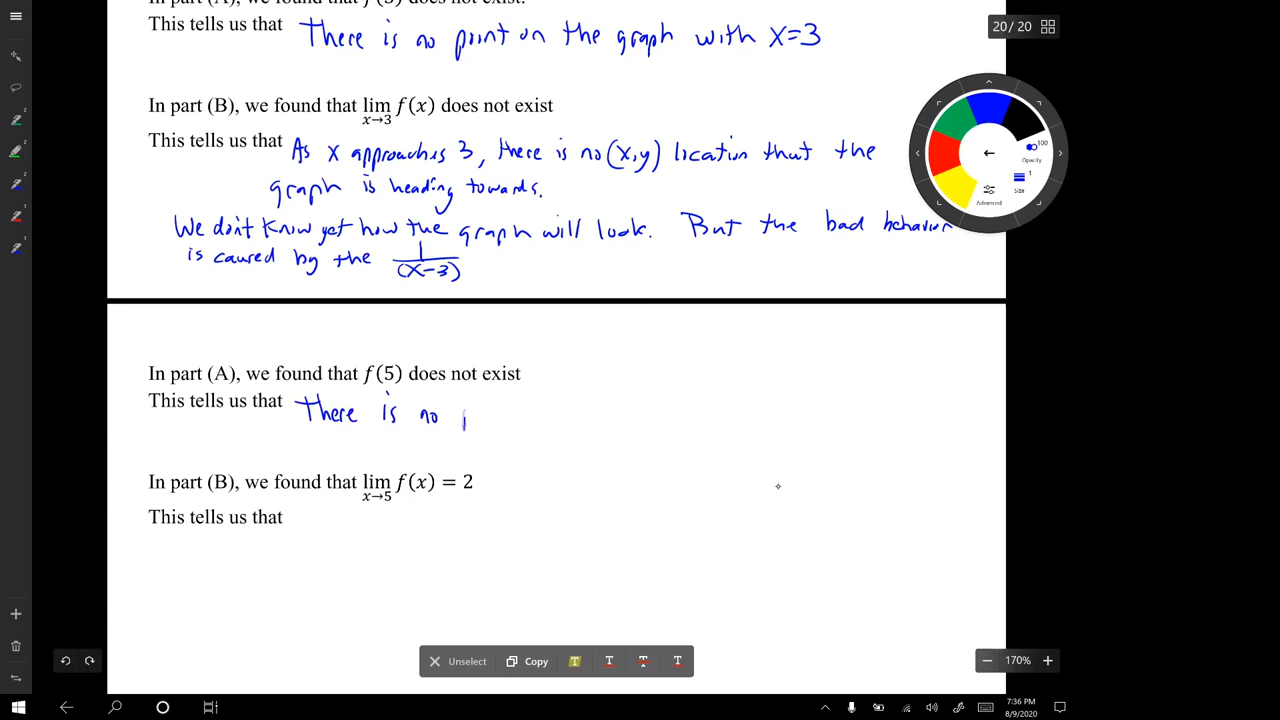 In part (A), we found that f(3) does not exist.
This tells us that There is no point on the graph with x=3
20/20
In part (B), we found that lim f(x) does not exist
x→3
This tells us that As x approaches 3, there is no (x,y) location that the
graph is heading towards.
100
Opacity
1
Size
Advanced
We don't know yet how the graph will look. But the bad behavior
is caused by the 1
(x-3)
In part (A), we found that f(5) does not exist
This tells us that There is no
In part (B), we found that lim f(x) = 2
x→5
This tells us that
Unselect
Copy
T T T T
170%
7:36 PM
8/9/2020